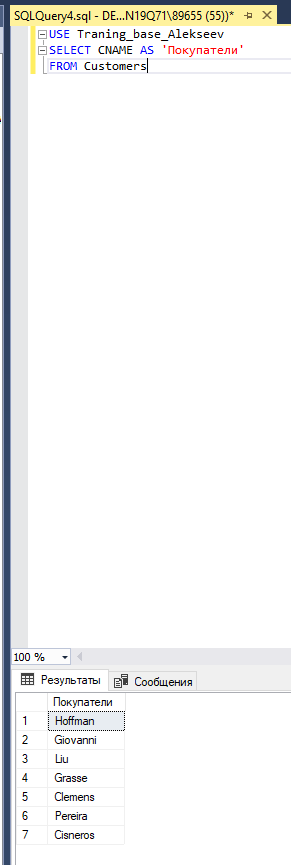 SQLQuery4.sql - DE...N19Q71\89655 (55))*
USE Traning_base_Alekseev
SELECT CNAME AS 'Покупатели'
FROM Customers
100 %
Результаты Сообщения
Покупатели
1 Hoffman
2 Giovanni
3 Liu
4 Grasse
5 Clemens
6 Pereira
7 Cisneros